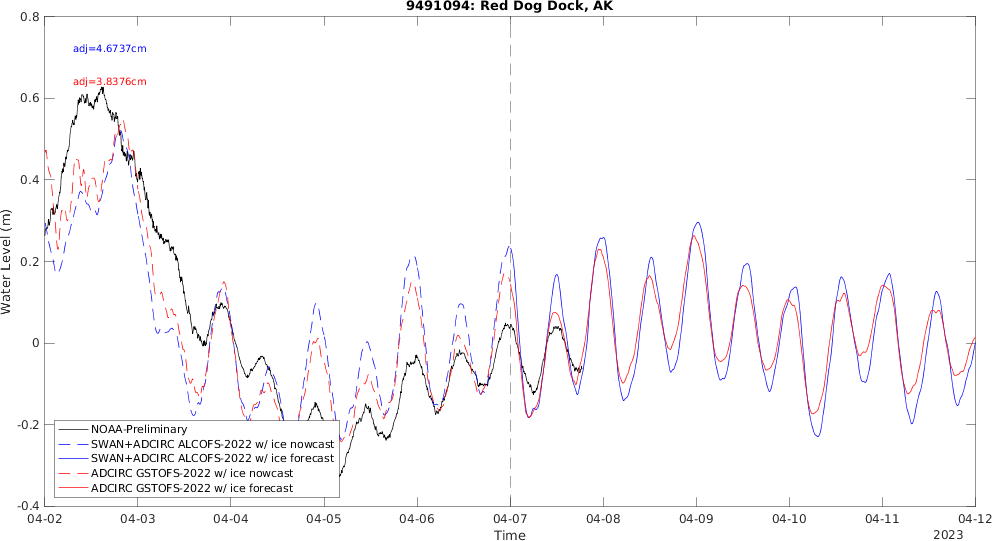 9491094: Red Dog Dock, AK
adj=4.6737cm
adj=3.8376cm
Water Level (m)
0.8
0.6
0.4
0.2
0
-0.2
-0.4
NOAA-Preliminary
SWAN+ADCIRC ALCOFS-2022 w/ ice nowcast
SWAN+ADCIRC ALCOFS-2022 w/ ice forecast
ADCIRC GSTOFS-2022 w/ ice nowcast
ADCIRC GSTOFS-2022 w/ ice forecast
04-02 04-03 04-04 04-05 04-06 04-07 04-08 04-09 04-10 04-11 04-12
Time
2023